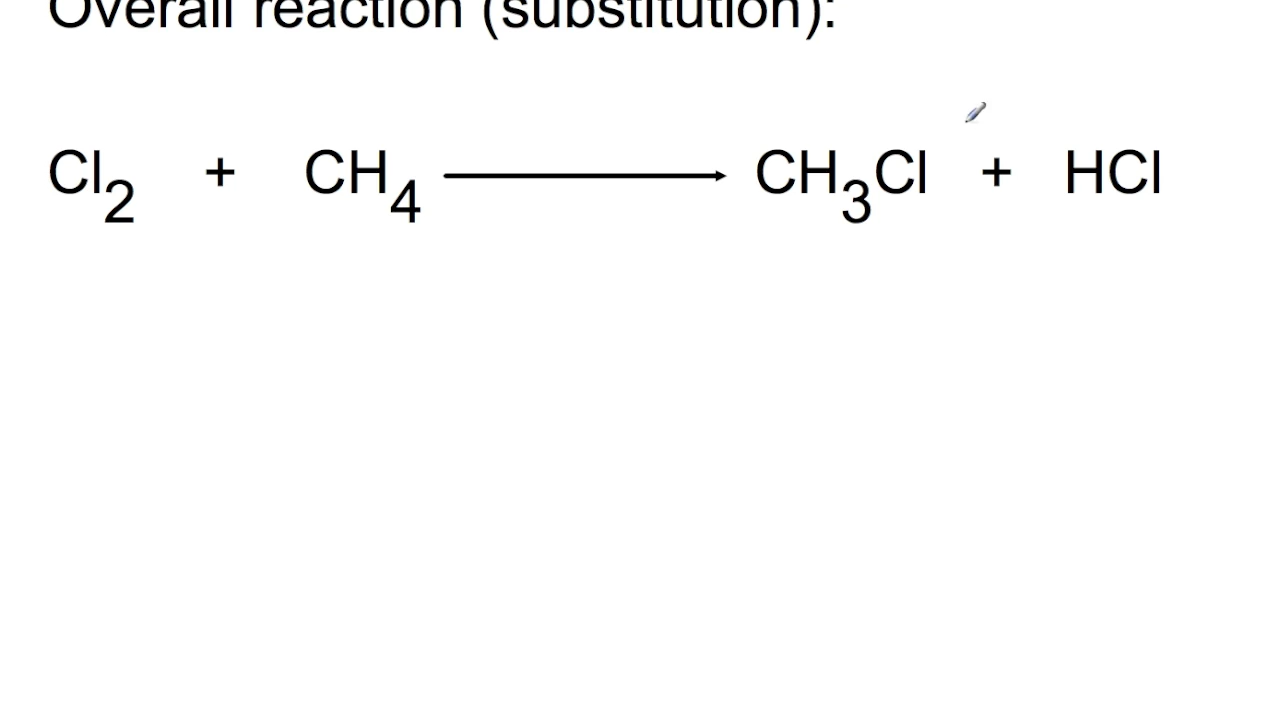 Overall reaction (substitution):
Cl2 + CH4 ⟶ CH3Cl + HCl